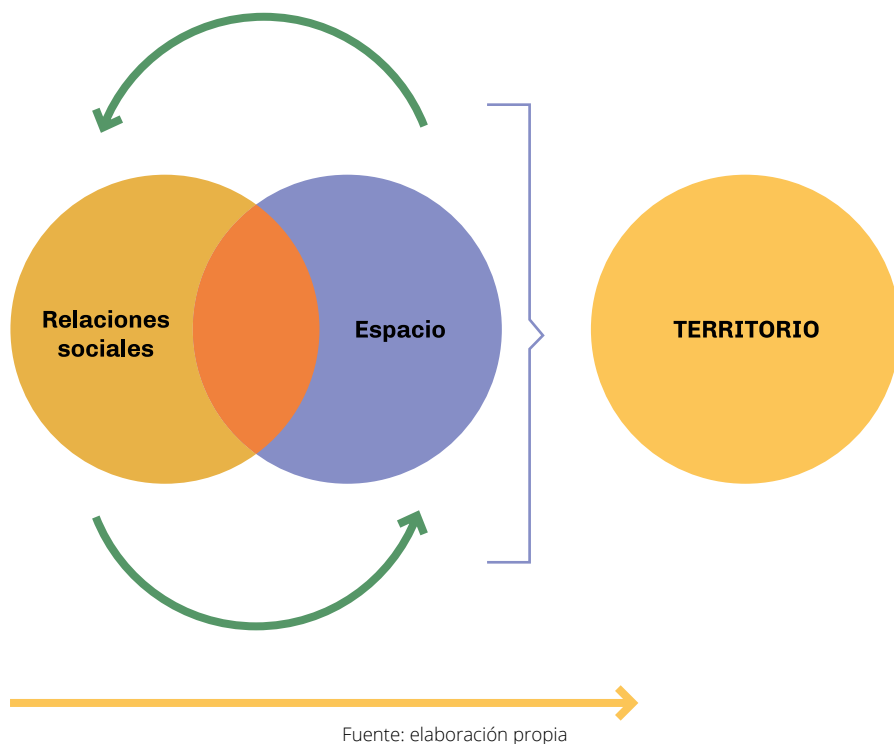 Relaciones
sociales
Espacio
TERRITORIO
Fuente: elaboración propia